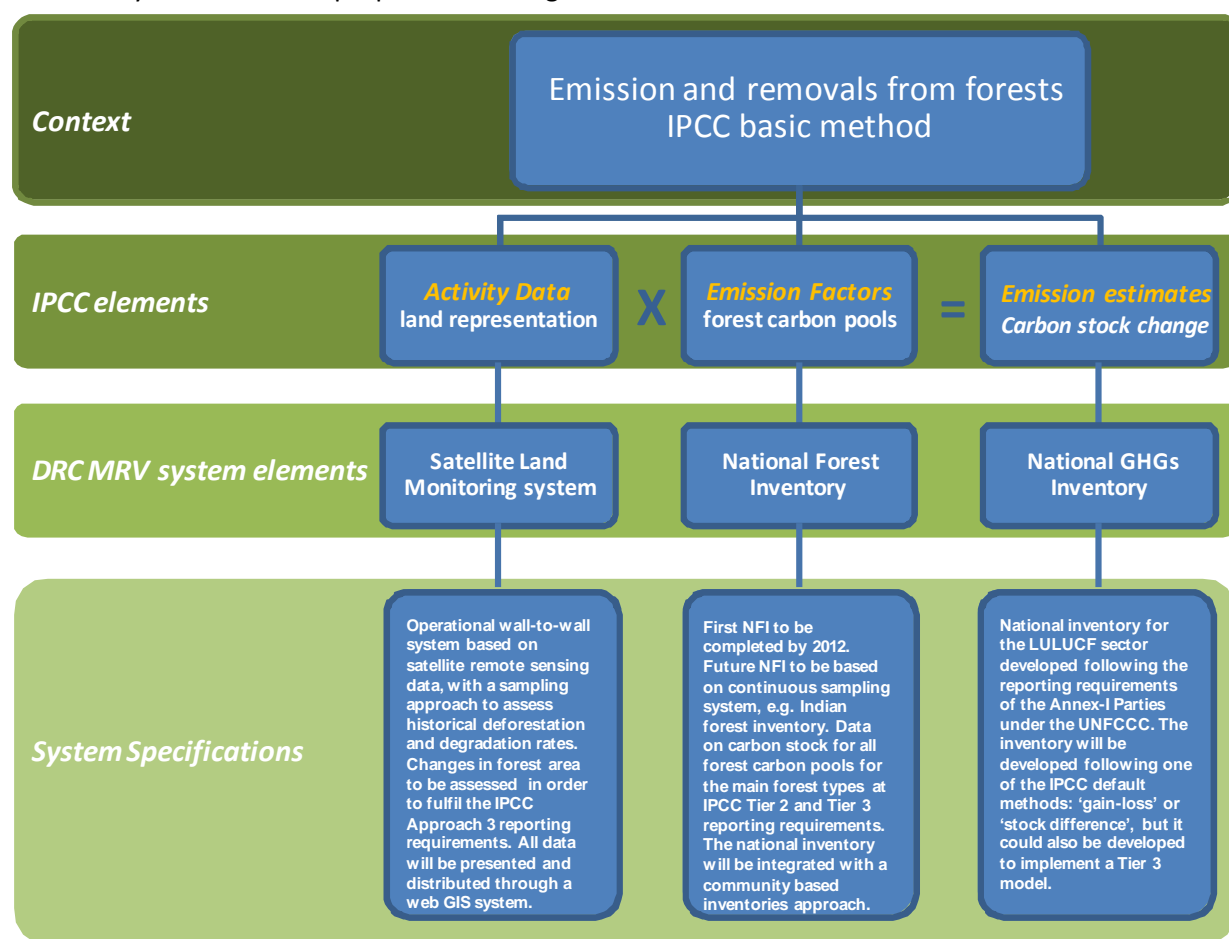 Context
Emission and removals from forests
IPCC basic method
IPCC elements
Activity Data
land representation
X
Emission Factors
forest carbon pools
=
Emission estimates
Carbon stock change
DRC MRV system elements
Satellite Land
Monitoring system
National Forest
Inventory
National GHGs
Inventory
System Specifications
Operational wall-to-wall
system based on
satellite remote sensing
data, with a sampling
approach to assess
historical deforestation
and degradation rates.
Changes in forest area
to be assessed in order
to fulfil the IPCC
Approach 3 reporting
requirements. All data
will be presented and
distributed through a
web GIS system.
First NFI to be
completed by 2012.
Future NFI to be based
on continuous sampling
system, e.g. Indian
forest inventory. Data
on carbon stock for all
forest carbon pools for
the main forest types at
IPCC Tier 2 and Tier 3
reporting requirements.
The national inventory
will be integrated with a
community based
inventories approach.
National inventory for
the LULUCF sector
developed following the
reporting requirements
of the Annex-I Parties
under the UNFCCC. The
inventory will be
developed following one
of the IPCC default
methods: ‘gain-loss’ or
‘stock difference’, but it
could also be developed
to implement a Tier 3
model.